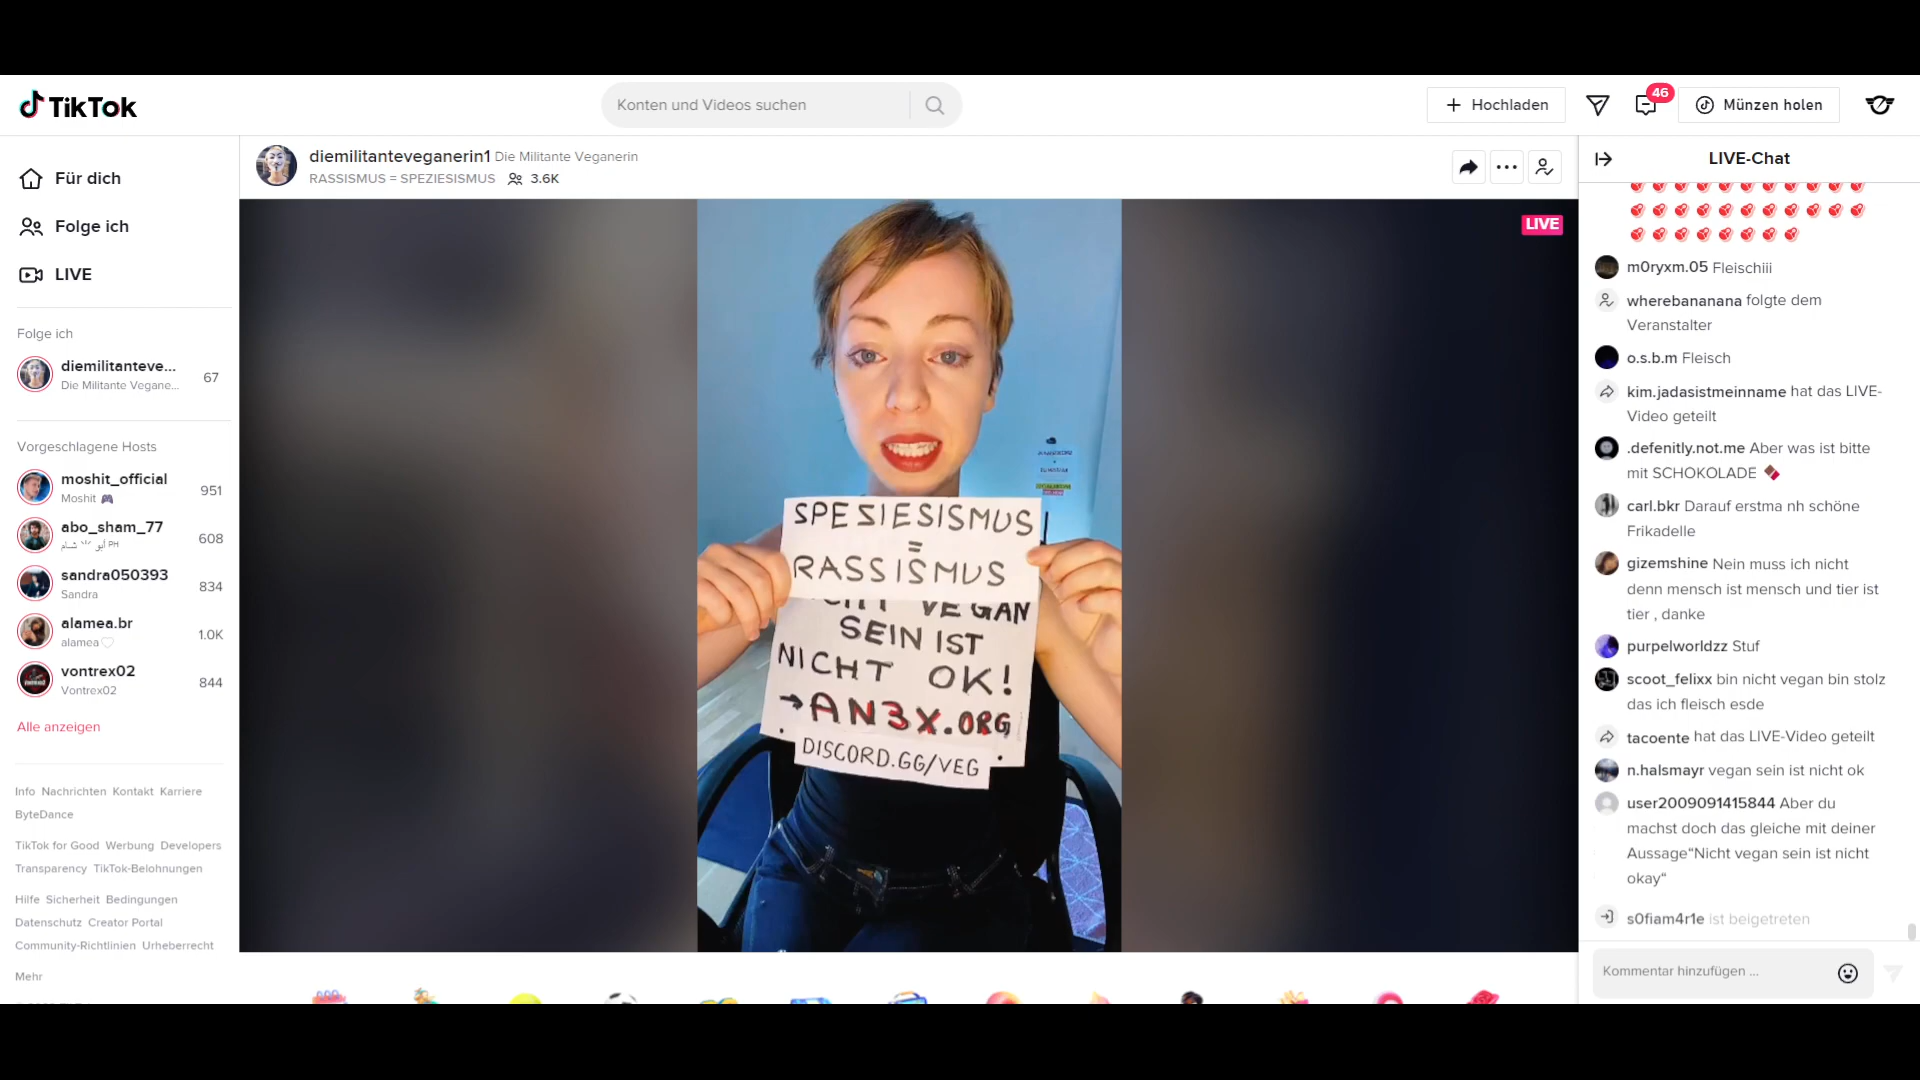 TikTok
Konten und Videos suchen
Hochladen
46
Münzen holen
Für dich
Folge ich
LIVE
Folge ich
diemilitanteve...
Die Militante Vegane...
67
Vorgeschlagene Hosts
moshit_official
Moshit 🎮
951
abo_sham_77
608
sandra050393
Sandra
834
alamea.br
alamea♡
1.0K
vontrex02
Vontrex02
844
Alle anzeigen
Info Nachrichten Kontakt Karriere
ByteDance
TikTok for Good Werbung Developers
Transparency TikTok-Belohnungen
Hilfe Sicherheit Bedingungen
Datenschutz Creator Portal
Community-Richtlinien Urheberrecht
Mehr
diemilitanteveganerin1 Die Militante Veganerin
RASSISMUS = SPEZIESISMUS 3.6K
LIVE
SPEZIESISMUS
=
RASSISMUS
VEGAN
SEIN IST
NICHT OK!
→AN3X.ORG
DISCORD.GG/VEG
LIVE-Chat
m0ryxm.05 Fleischiii
wherebananana folgte dem
Veranstalter
o.s.b.m Fleisch
kim.jadasistmeinname hat das LIVE-
Video geteilt
.defenitly.not.me Aber was ist bitte
mit SCHOKOLADE 🍫
carl.bkr Darauf erstma nh schöne
Frikadelle
gizemshine Nein muss ich nicht
denn mensch ist mensch und tier ist
tier , danke
purpelworldzz Stuf
scoot_felixx bin nicht vegan bin stolz
das ich fleisch esde
tacoente hat das LIVE-Video geteilt
n.halsmayr vegan sein ist nicht ok
user2009091415844 Aber du
machst doch das gleiche mit deiner
Aussage“Nicht vegan sein ist nicht
okay“
s0fiam4r1e ist beigetreten
Kommentar hinzufügen ...